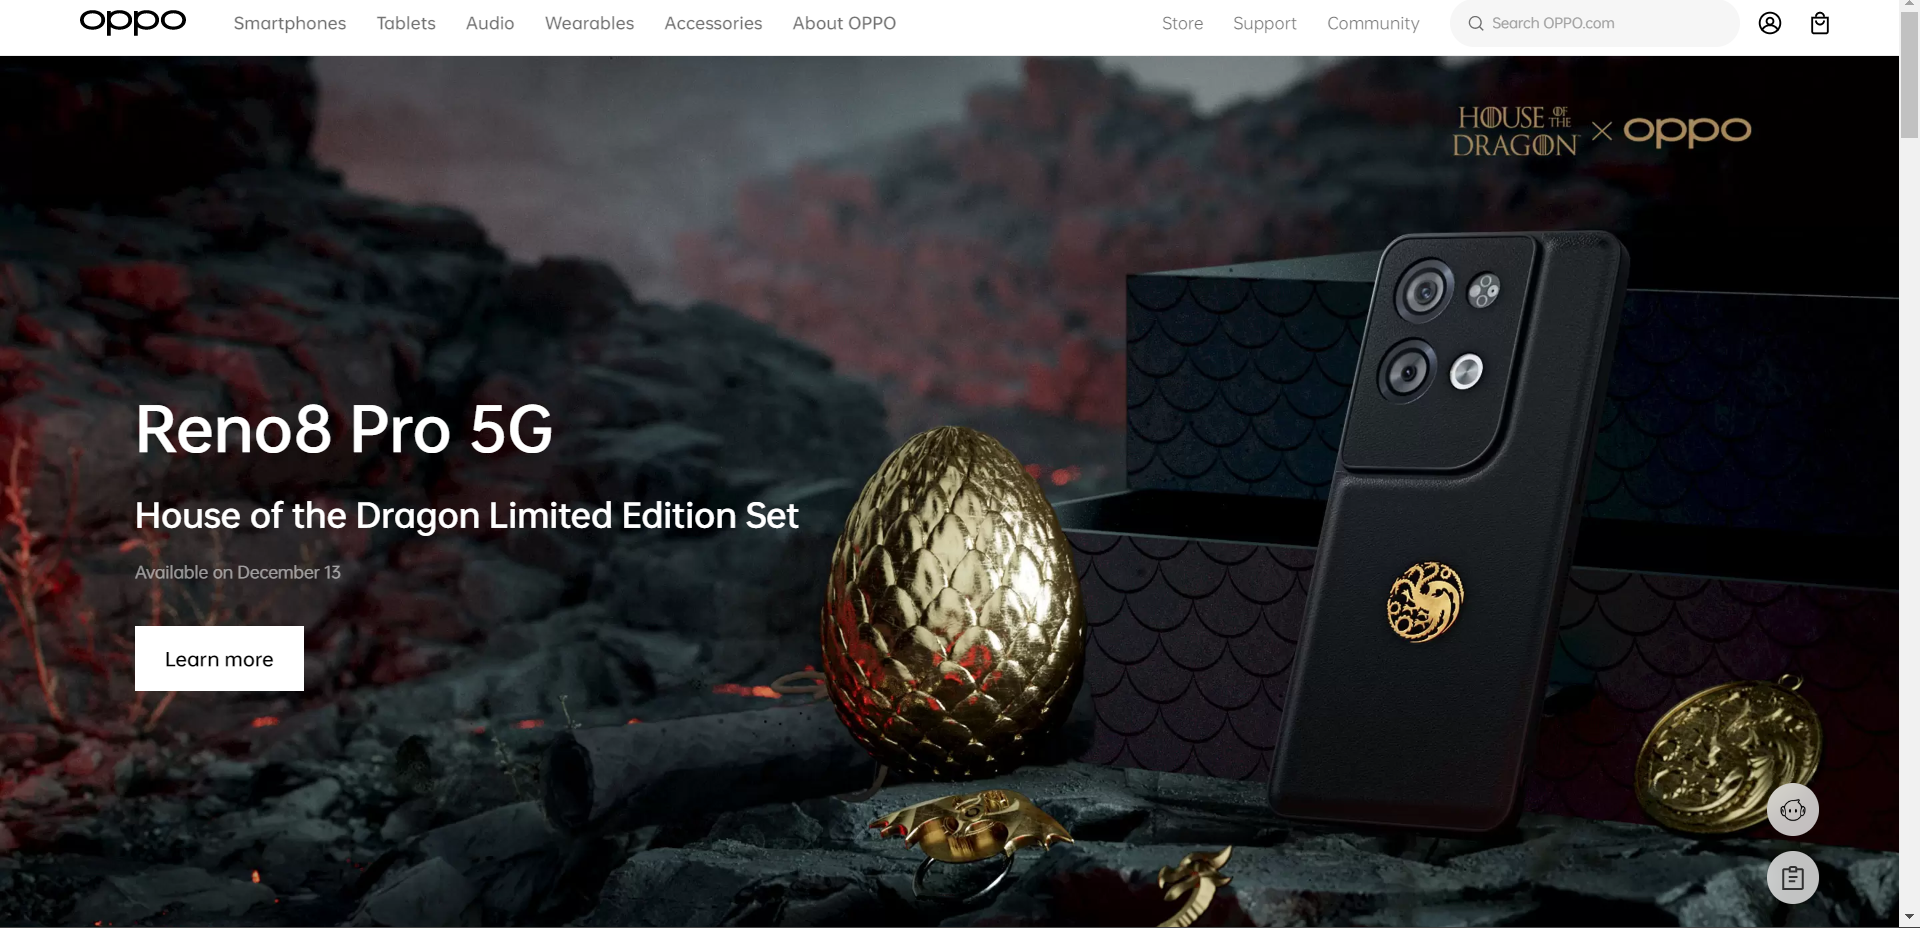 oppo
Smartphones Tablets Audio Wearables Accessories About OPPO Store Support Community Search OPPO.com
HOUSE OF THE DRAGON × oppo
Reno8 Pro 5G
House of the Dragon Limited Edition Set
Available on December 13
Learn more